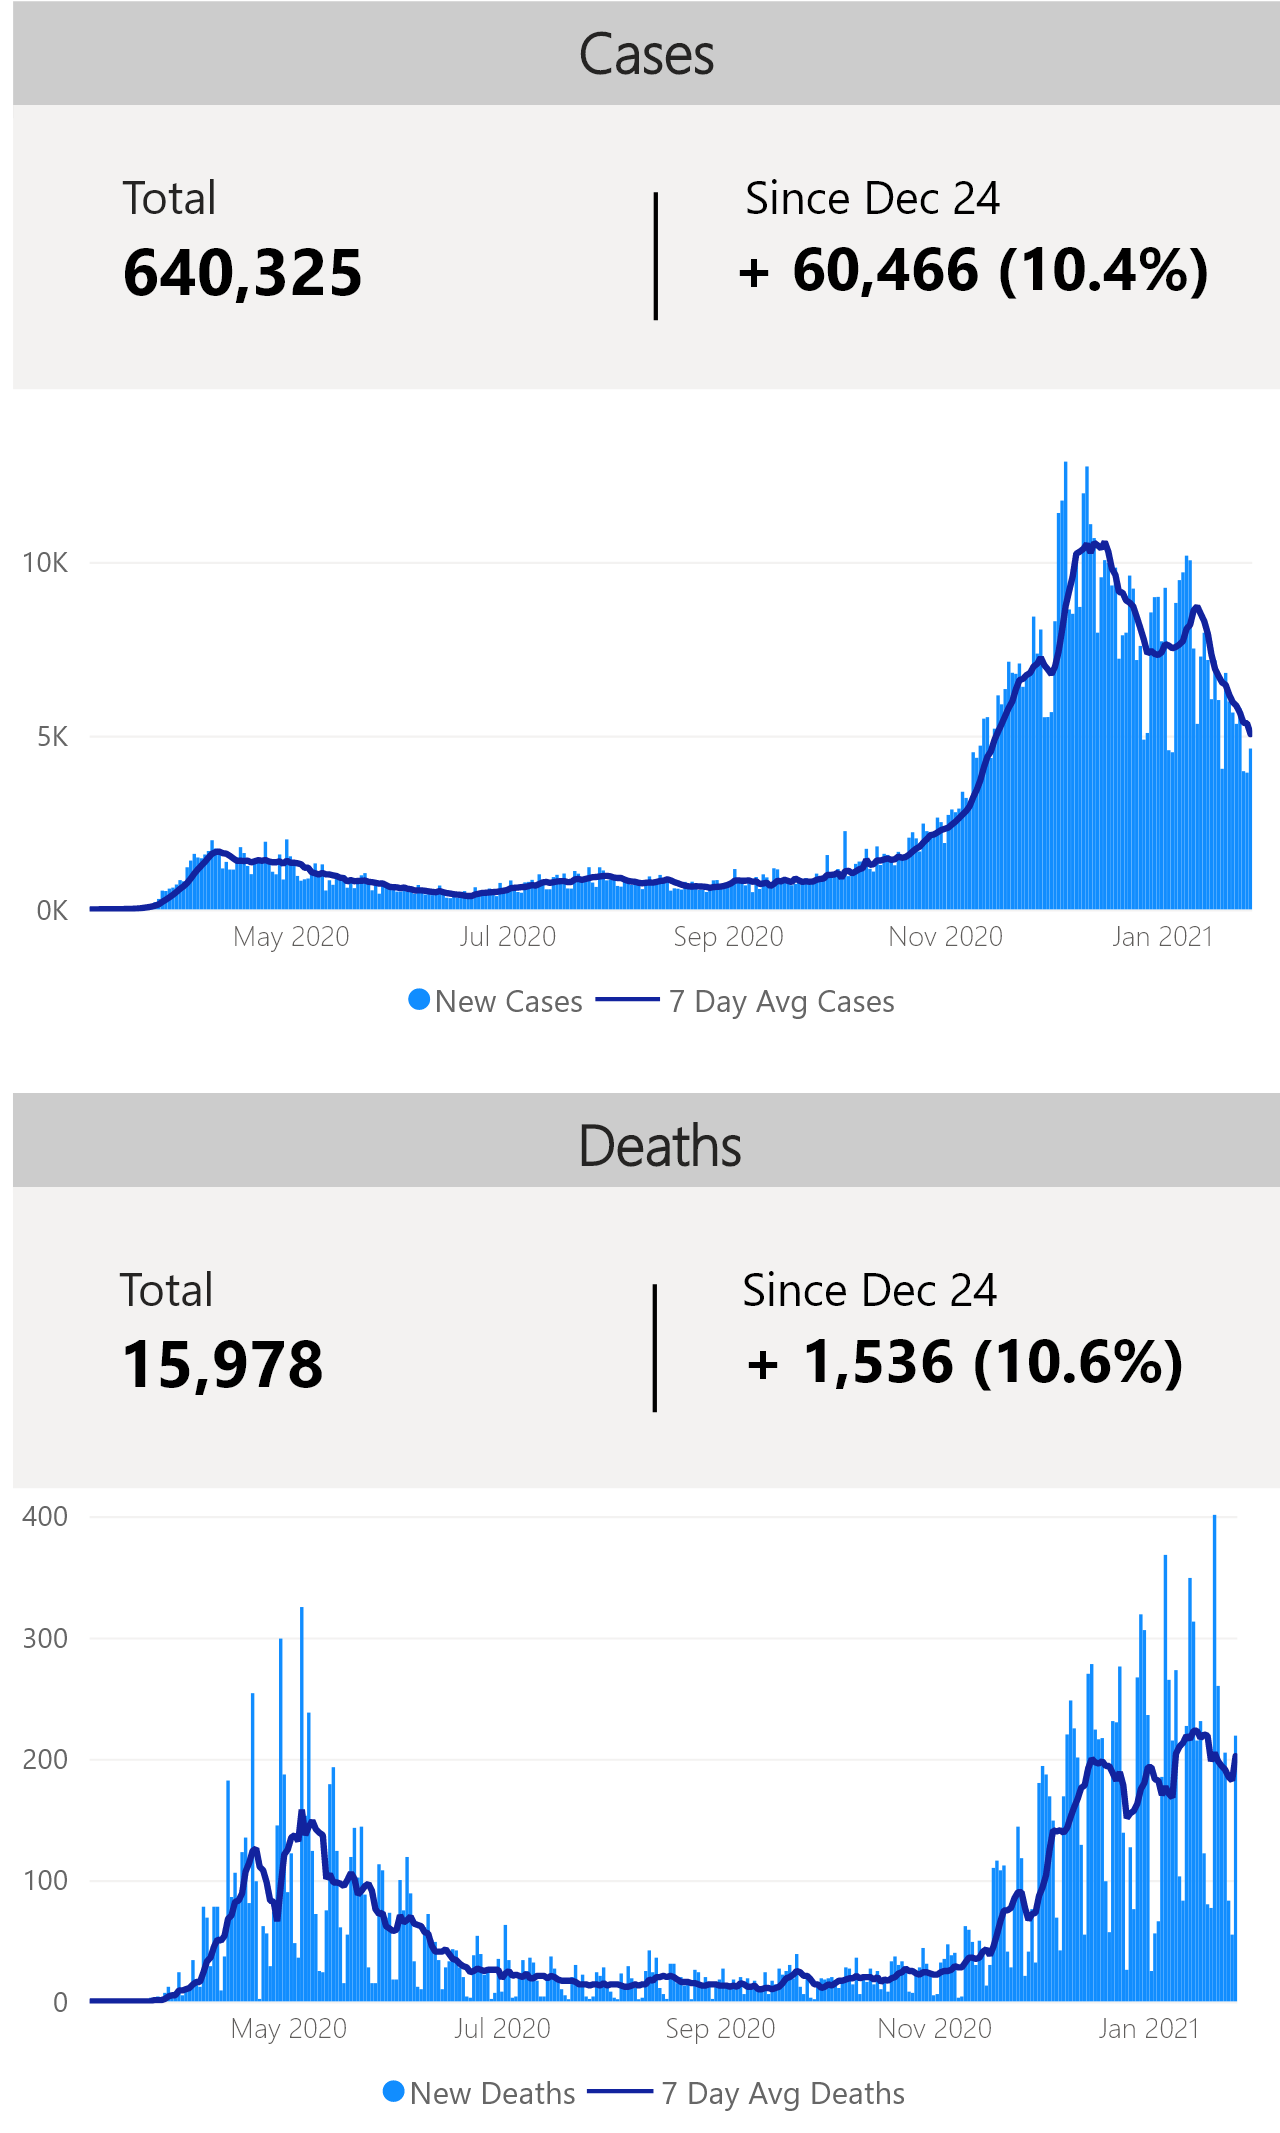 Cases
Total
Since Dec 24
640,325
+ 60,466 (10.4%)
10K
5K
0K
May 2020
Jul 2020
Sep 2020
Nov 2020
Jan 2021
New Cases
7 Day Avg Cases
Deaths
Total
Since Dec 24
15,978
+ 1,536 (10.6%)
400
300
200
100
0
May 2020
Jul 2020
Sep 2020
Nov 2020
Jan 2021
New Deaths
7 Day Avg Deaths